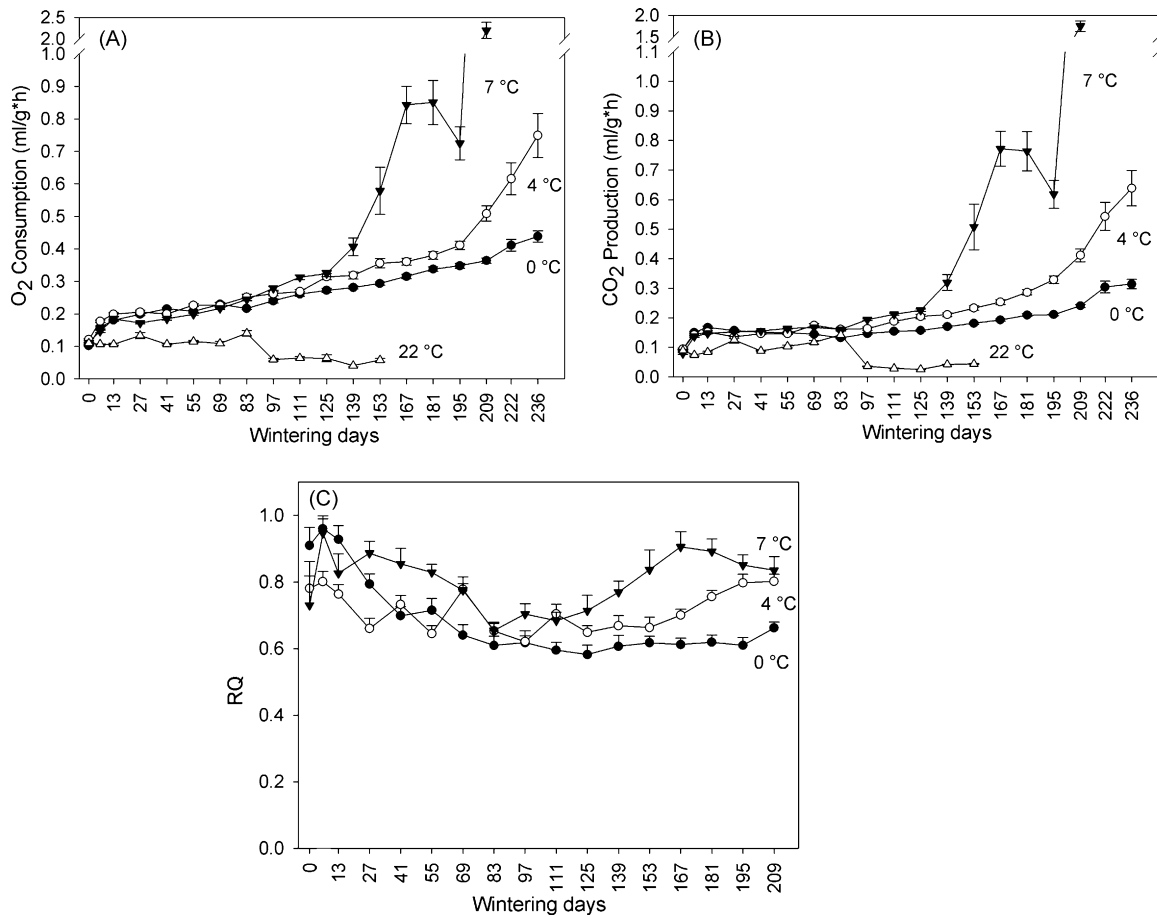 (A)
2.5
2.0
1.0
0.9
0.8
0.7
0.6
0.5
0.4
0.3
0.2
0.1
0.0
O2 Consumption (ml/g*h)
7 °C
4 °C
0 °C
22 °C
0 13 27 41 55 69 83 97 111 125 139 153 167 181 195 209 222 236
Wintering days
(B)
2.0
1.5
1.0
0.8
0.6
0.5
0.4
0.3
0.2
0.1
0.0
CO2 Production (ml/g*h)
7 °C
4 °C
0 °C
22 °C
0 13 27 41 55 69 83 97 111 125 139 153 167 181 195 209 222 236
Wintering days
(C)
1.0
0.8
0.6
0.4
0.2
0.0
RQ
7 °C
4 °C
0 °C
0 13 27 41 55 69 83 97 111 125 139 153 167 181 195 209
Wintering days